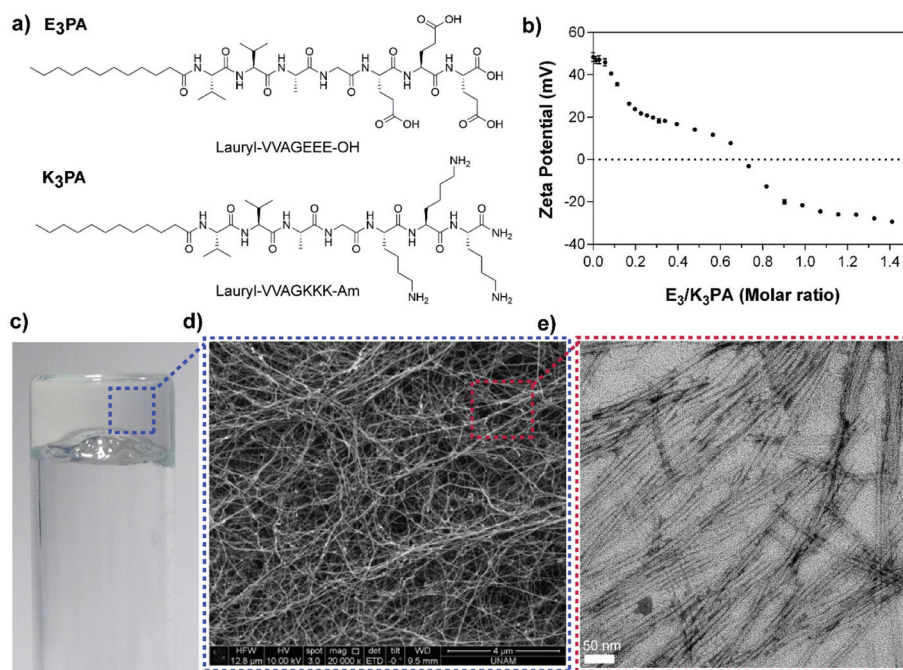 a)
E₃PA
O
H
N
O
H
N
O
H
N
O
H
N
O
H
N
O
OH
O
H
N
O
H
N
O
OH
O
OH
O
OH
Lauryl-VVAGEEE-OH
K₃PA
O
H
N
O
H
N
O
H
N
O
H
N
O
H
N
O
NH₂
H
N
O
H
N
O
NH₂
NH₂
NH₂
Lauryl-VVAGKKK-Am
b)
Zeta Potential (mV)
60
40
20
0
-20
-40
0.0 0.2 0.4 0.6 0.8 1.0 1.2 1.4
E₃/K₃PA (Molar ratio)
c)
d)
HFW HV spot mag □ det tilt WD 4 µm
12.8 µm 10.00 kV 3.0 20 000 x ETD -0 ° 9.5 mm UNAM
e)
50 nm